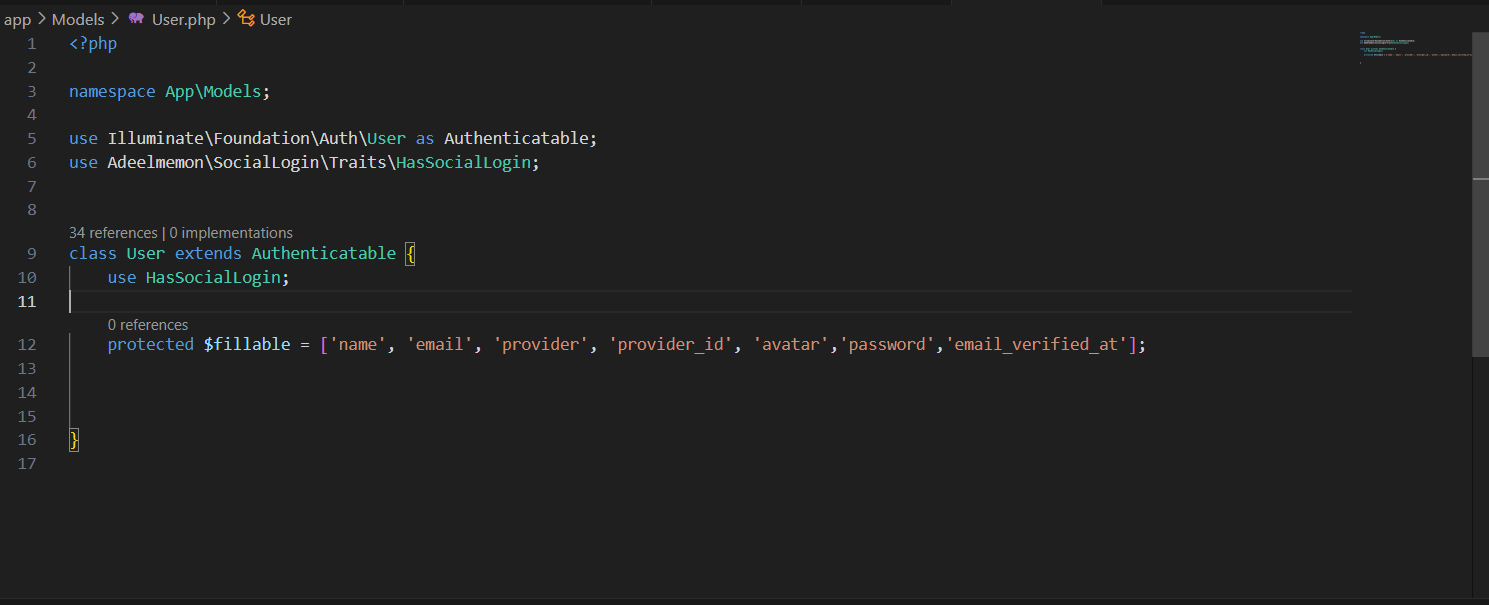 app > Models > User.php > User
1 <?php
2
3 namespace App\Models;
4
5 use Illuminate\Foundation\Auth\User as Authenticatable;
6 use Adeelmemon\SocialLogin\Traits\HasSocialLogin;
7
8
34 references | 0 implementations
9 class User extends Authenticatable {
10 use HasSocialLogin;
11
0 references
12 protected $fillable = ['name', 'email', 'provider', 'provider_id', 'avatar','password','email_verified_at'];
13
14
15
16 }
17